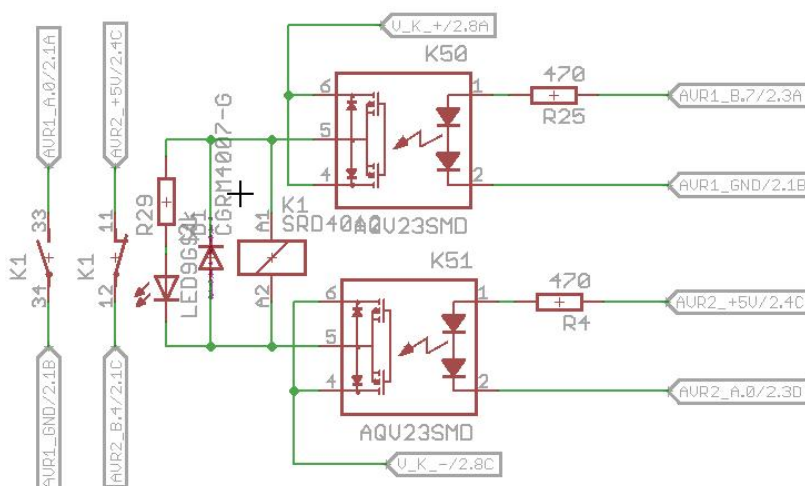 V_K_+/2.8A
AVR1_A.0/2.1A
AVR2_+5V/2.4C
K50
6
5
4
1
2
470
R25
AVR1_B.7/2.3A
AVR1_GND/2.1B
AQV23SMD
CGRM4007-G
R29
LED9GS
A1
A2
K1
SRD40
K1
33
34
K1
11
12
K51
6
5
4
1
2
470
R4
AVR2_+5V/2.4C
AVR2_A.0/2.3D
AQV23SMD
AVR1_GND/2.1B
AVR2_B.4/2.1C
V_K_-/2.8C